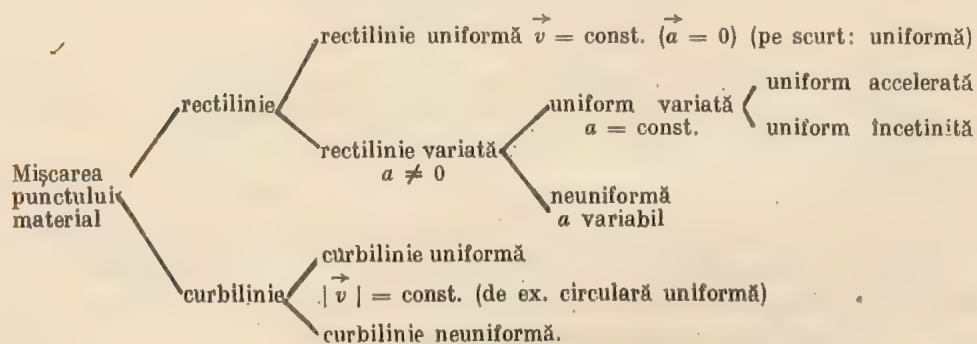 rectilinie uniformă v⃗ = const. (a⃗ = 0) (pe scurt: uniformă)
rectilinie
rectilinie variată
a ≠ 0
uniform variată
a = const.
uniform accelerată
uniform încetinită
neuniformă
a variabil
Mișcarea
punctului
material
curbilinie
curbilinie uniformă
| v⃗ | = const. (de ex. circulară uniformă)
curbilinie neuniformă.